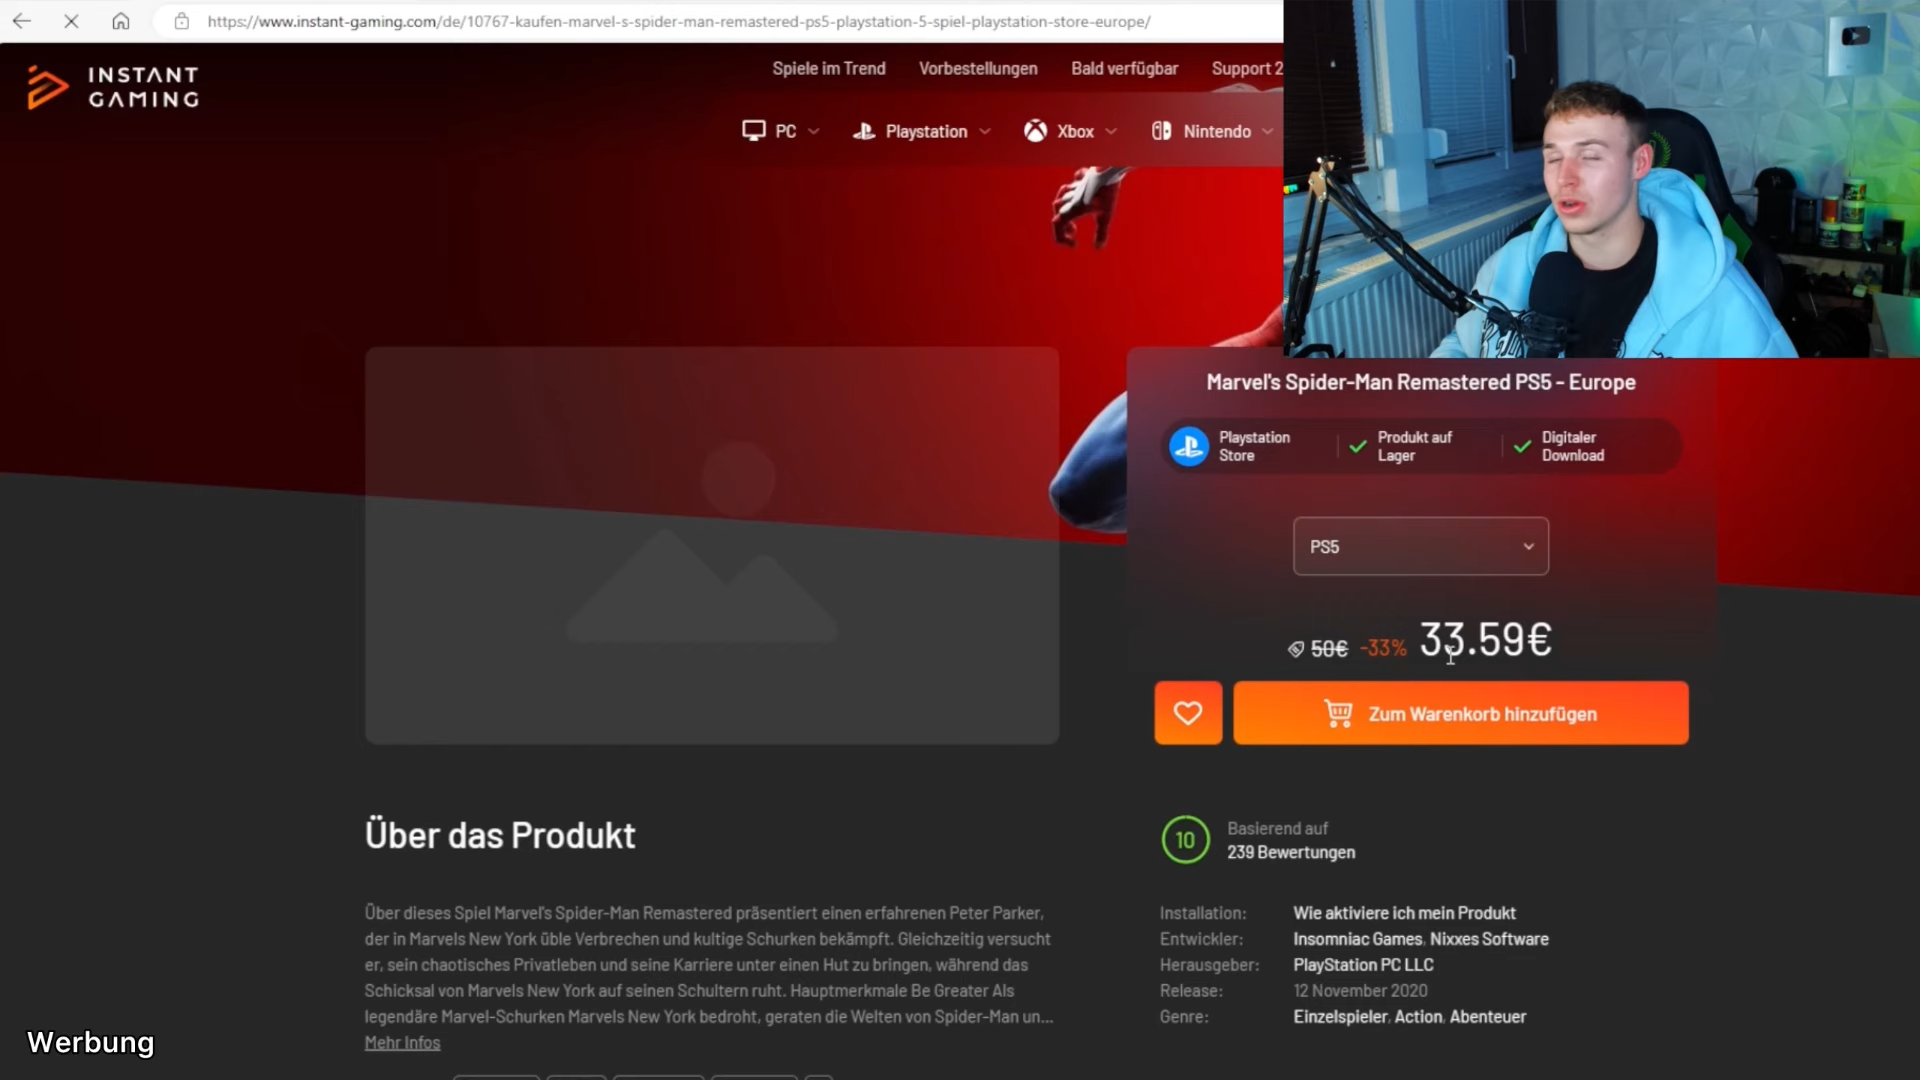 https://www.instant-gaming.com/de/10767-kaufen-marvel-s-spider-man-remastered-ps5-playstation-5-spiel-playstation-store-europe/
INSTANT
GAMING
Spiele im Trend Vorbestellungen Bald verfügbar Support 2
PC Playstation Xbox Nintendo
Marvel's Spider-Man Remastered PS5 - Europe
Playstation
Store
Produkt auf
Lager
Digitaler
Download
PS5
50€ -33% 33.59€
Zum Warenkorb hinzufügen
Über das Produkt
10
Basierend auf
239 Bewertungen
Über dieses Spiel Marvel's Spider-Man Remastered präsentiert einen erfahrenen Peter Parker,
der in Marvels New York üble Verbrechen und kultige Schurken bekämpft. Gleichzeitig versucht
er, sein chaotisches Privatleben und seine Karriere unter einen Hut zu bringen, während das
Schicksal von Marvels New York auf seinen Schultern ruht. Hauptmerkmale Be Greater Als
legendäre Marvel-Schurken Marvels New York bedroht, geraten die Welten von Spider-Man un...
Mehr Infos
Installation: Wie aktiviere ich mein Produkt
Entwickler: Insomniac Games, Nixxes Software
Herausgeber: PlayStation PC LLC
Release: 12 November 2020
Genre: Einzelspieler, Action, Abenteuer
Werbung